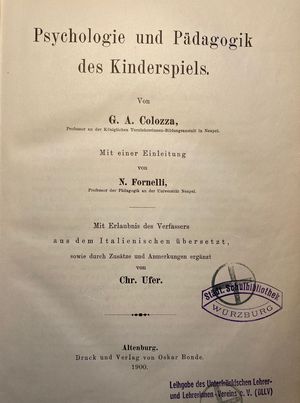 Psychologie und Pädagogik
des Kinderspiels.
Von
G. A. Colozza,
Professor an der Königlichen Vorsteherinnen-Bildungsanstalt in Neapel.
Mit einer Einleitung
von
N. Fornelli,
Professor der Pädagogik an der Universität Neapel.
Mit Erlaubnis des Verfassers
aus dem Italienischen übersetzt,
sowie durch Zusätze und Anmerkungen ergänzt
von
Chr. Ufer.
Städt. Schulbibliothek
WÜRZBURG
Altenburg.
Druck und Verlag von Oskar Bonde.
1900.
Leihgabe des Unterfränkischen Lehrer-
und Lehrerinnen-Vereins e. V. (ULLV)